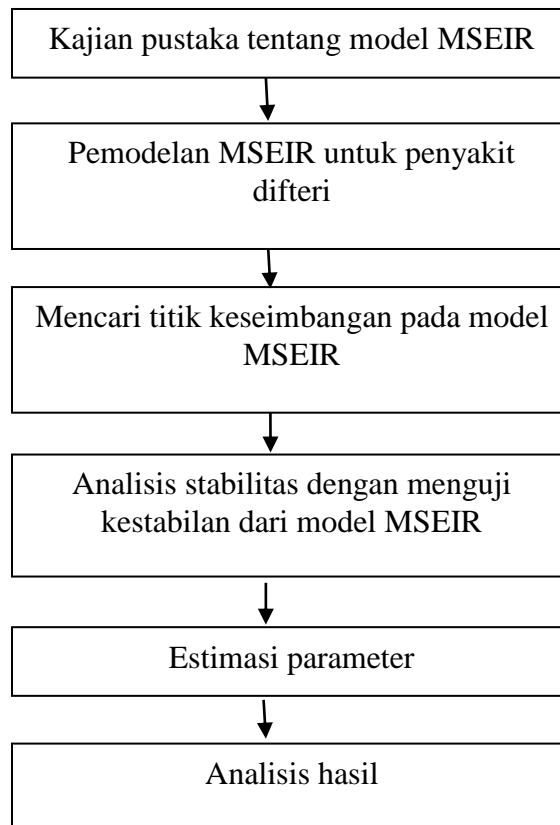 Kajian pustaka tentang model MSEIR
Pemodelan MSEIR untuk penyakit
difteri
Mencari titik keseimbangan pada model
MSEIR
Analisis stabilitas dengan menguji
kestabilan dari model MSEIR
Estimasi parameter
Analisis hasil